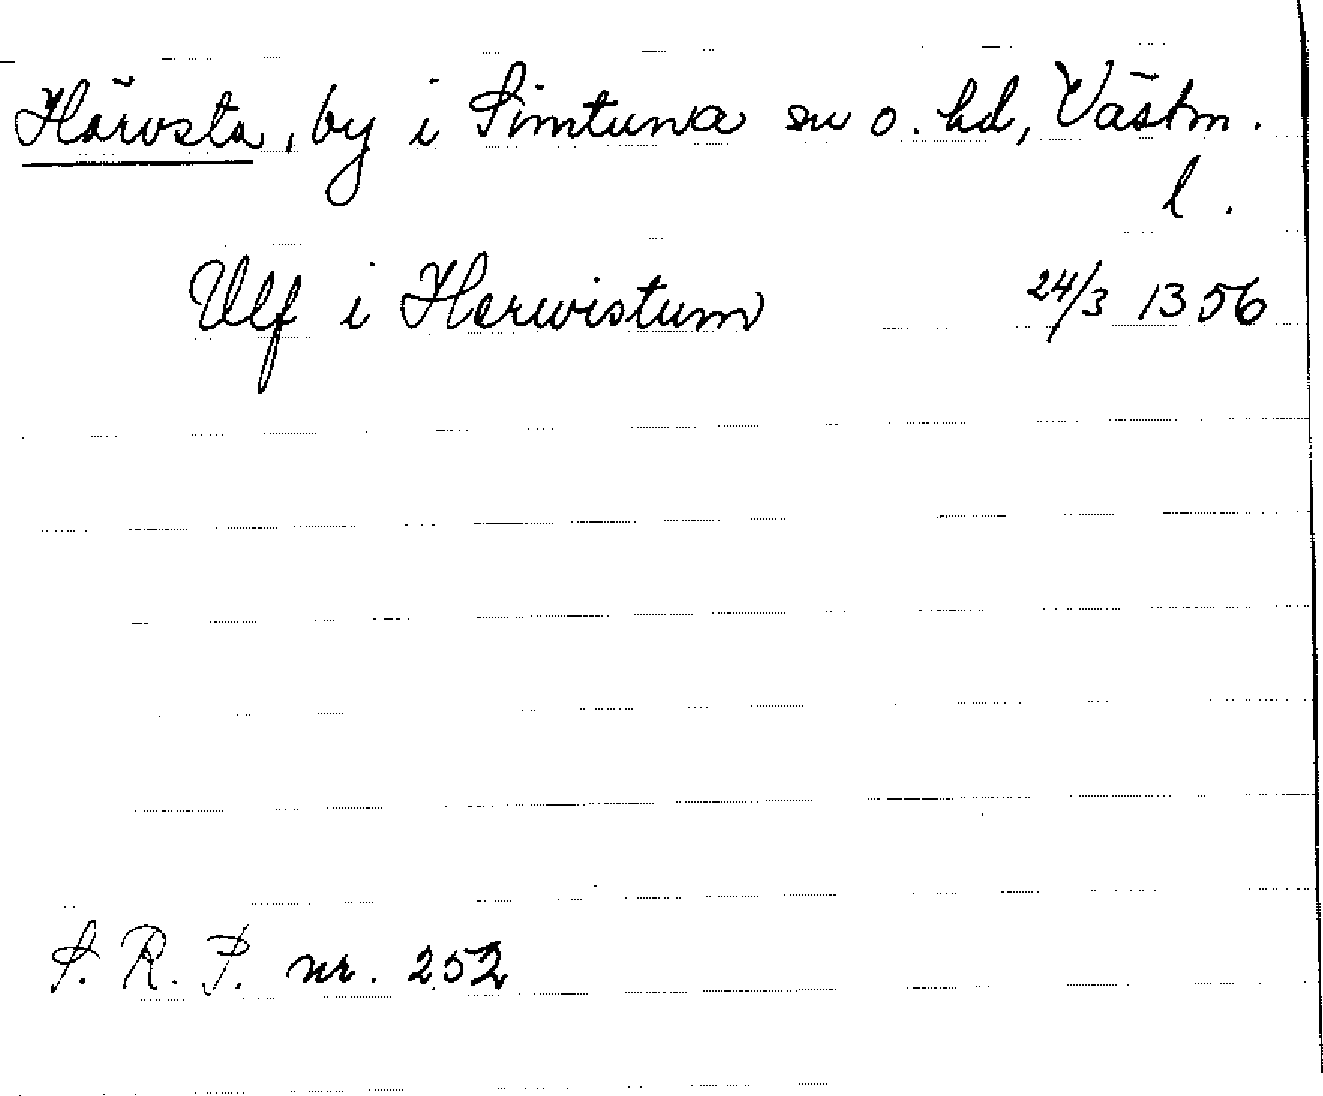 Härvsta, by i Simtuna sn o. hd, Västm.
l.
Ulf i Herwistum 24/3 1356
S. R. P. nr. 252